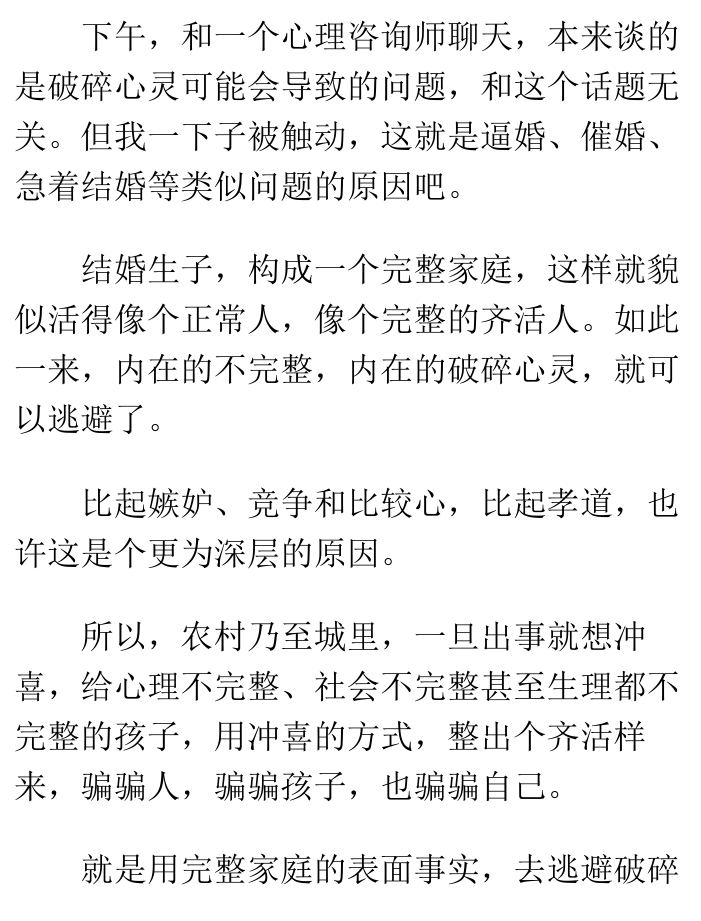 下午，和一个心理咨询师聊天，本来谈的
是破碎心灵可能会导致的问题，和这个话题无
关。但我一下子被触动，这就是逼婚、催婚、
急着结婚等类似问题的原因吧。
结婚生子，构成一个完整家庭，这样就貌
似活得像个正常人，像个完整的齐活人。如此
一来，内在的不完整，内在的破碎心灵，就可
以逃避了。
比起嫉妒、竞争和比较心，比起孝道，也
许这是个更为深层的原因。
所以，农村乃至城里，一旦出事就想冲
喜，给心理不完整、社会不完整甚至生理都不
完整的孩子，用冲喜的方式，整出个齐活样
来，骗骗人，骗骗孩子，也骗骗自己。
就是用完整家庭的表面事实，去逃避破碎